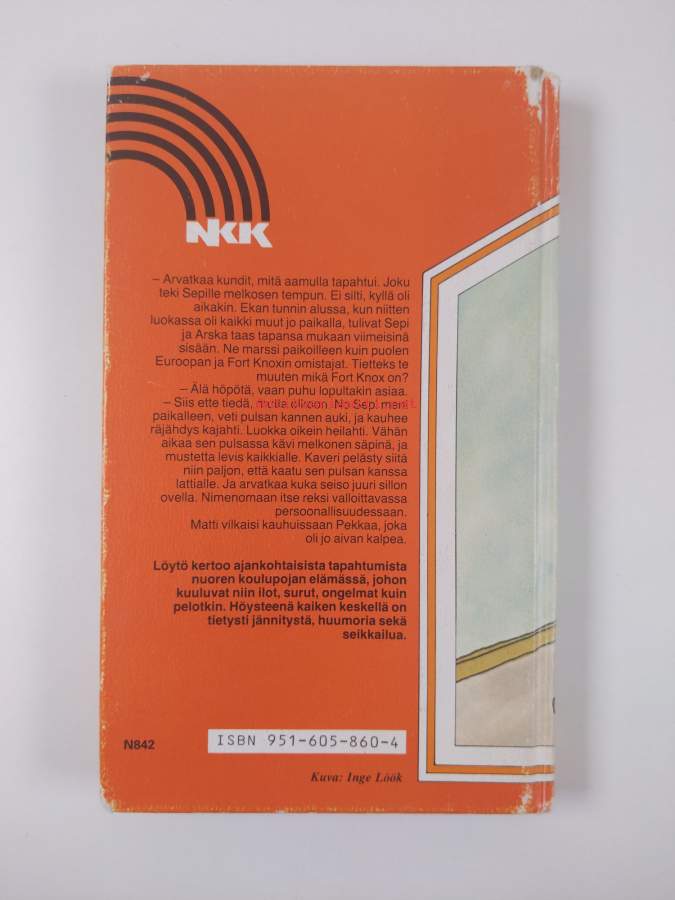 NKK
– Arvatkaa kundit, mitä aamulla tapahtui. Joku
teki Sepille melkosen tempun. Ei silti, kyllä oli
aikakin. Ekan tunnin alussa, kun niitten
luokassa oli kaikki muut jo paikalla, tulivat Sepi
ja Arska taas tapansa mukaan viimeisinä
sisään. Ne marssi paikoilleen kuin puolen
Euroopan ja Fort Knoxin omistajat. Tietteks te
muuten mikä Fort Knox on?
– Älä höpötä, vaan puhu lopultakin asiaa.
– Siis ette tiedä, mutta olkoon. No Sepi meni
paikalleen, veti pulsan kannen auki, ja kauhee
räjähdys kajahti. Luokka oikein heilahti. Vähän
aikaa sen pulsassa kävi melkonen säpinä, ja
mustetta levis kaikkialle. Kaveri pelästy siitä
niin paljon, että kaatu sen pulsan kanssa
lattialle. Ja arvatkaa kuka seiso juuri sillon
ovella. Nimenomaan itse reksi valloittavassa
persoonallisuudessaan.
Matti vilkaisi kauhuissaan Pekkaa, joka
oli jo aivan kalpea.
Löytö kertoo ajankohtaisista tapahtumista
nuoren koulupojan elämässä, johon
kuuluvat niin ilot, surut, ongelmat kuin
pelotkin. Höysteenä kaiken keskellä on
tietysti jännitystä, huumoria sekä
seikkailua.
N842
ISBN 951-605-860-4
Kuva: Inge Löök